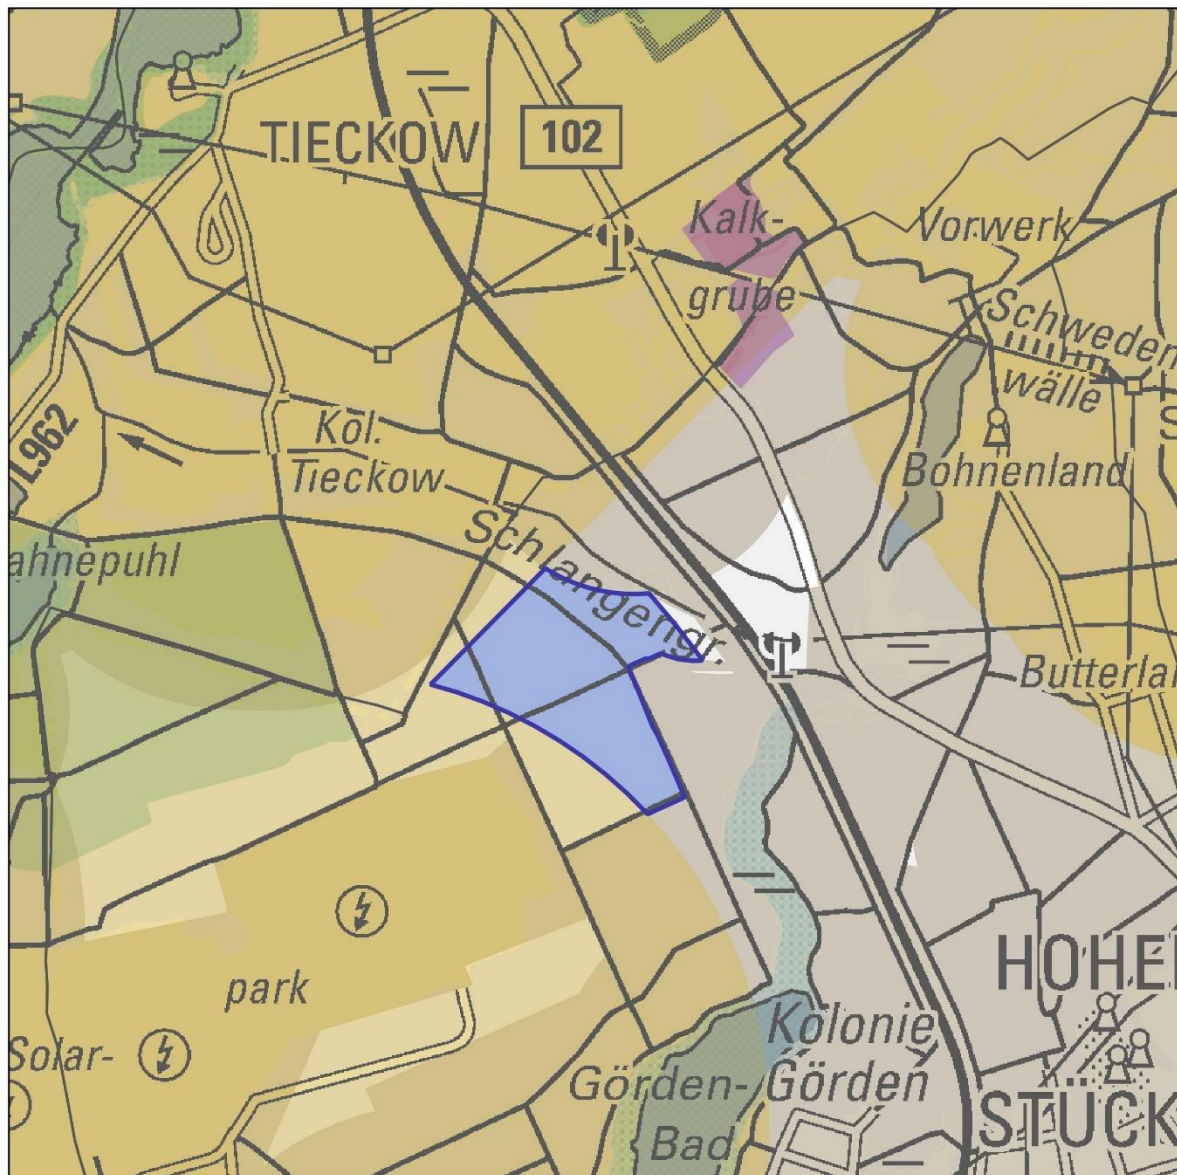 TIECKOW
102
Kalk-
grube
Vorwerk
Schweden
wälle
L962
Kol.
Tieckow
Bohnenland
Schlangengr.
ahnepuhl
Butterla
park
Solar-
HOHE
STÜCK
Kolonie
Görden
Görden-
Bad